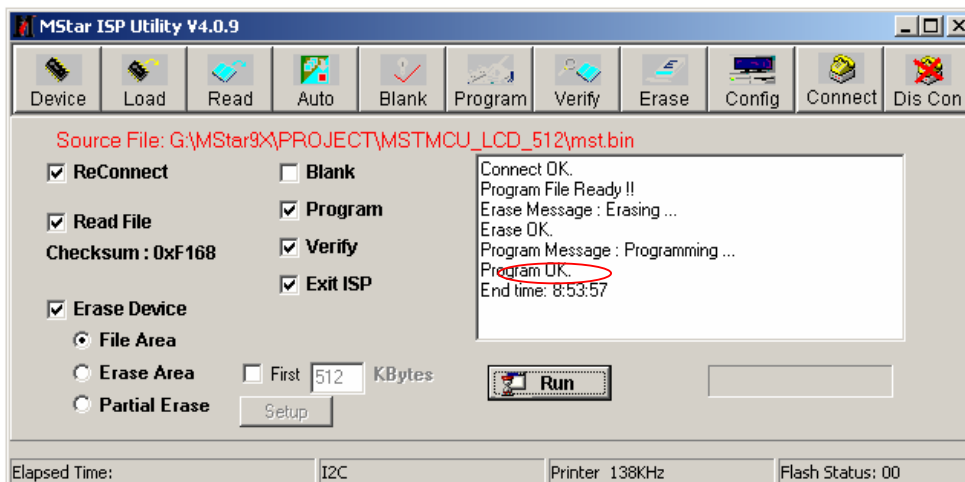 MStar ISP Utility V4.0.9
Device Load Read Auto Blank Program Verify Erase Config Connect Dis Con
Source File: G:\MStar9X\PROJECT\MSTMCU_LCD_512\mst.bin
ReConnect
Read File
Checksum : 0xF168
Erase Device
File Area
Erase Area
Partial Erase
Blank
Program
Verify
Exit ISP
First 512 KBytes
Setup
Connect OK.
Program File Ready !!
Erase Message : Erasing ...
Erase OK.
Program Message : Programming ...
Program OK.
End time: 8:53:57
Run
Elapsed Time: I2C Printer 138KHz Flash Status: 00